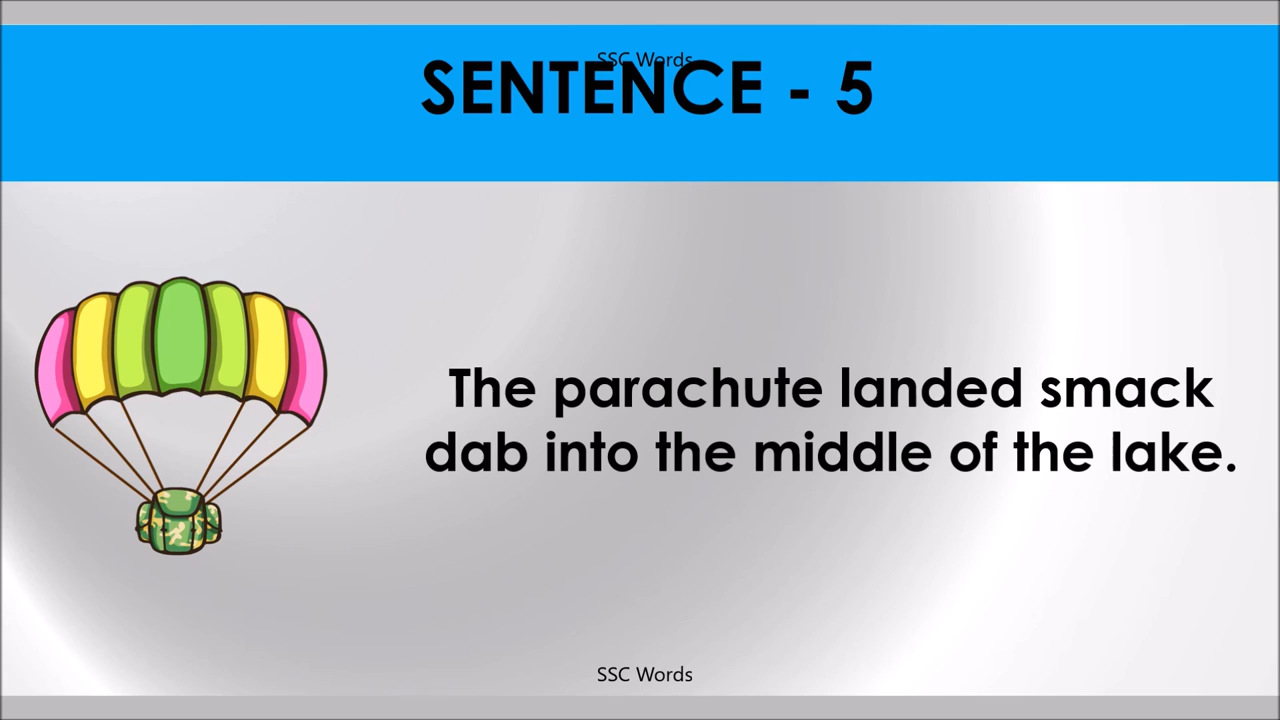 SSC Words
SENTENCE - 5
The parachute landed smack
dab into the middle of the lake.
SSC Words